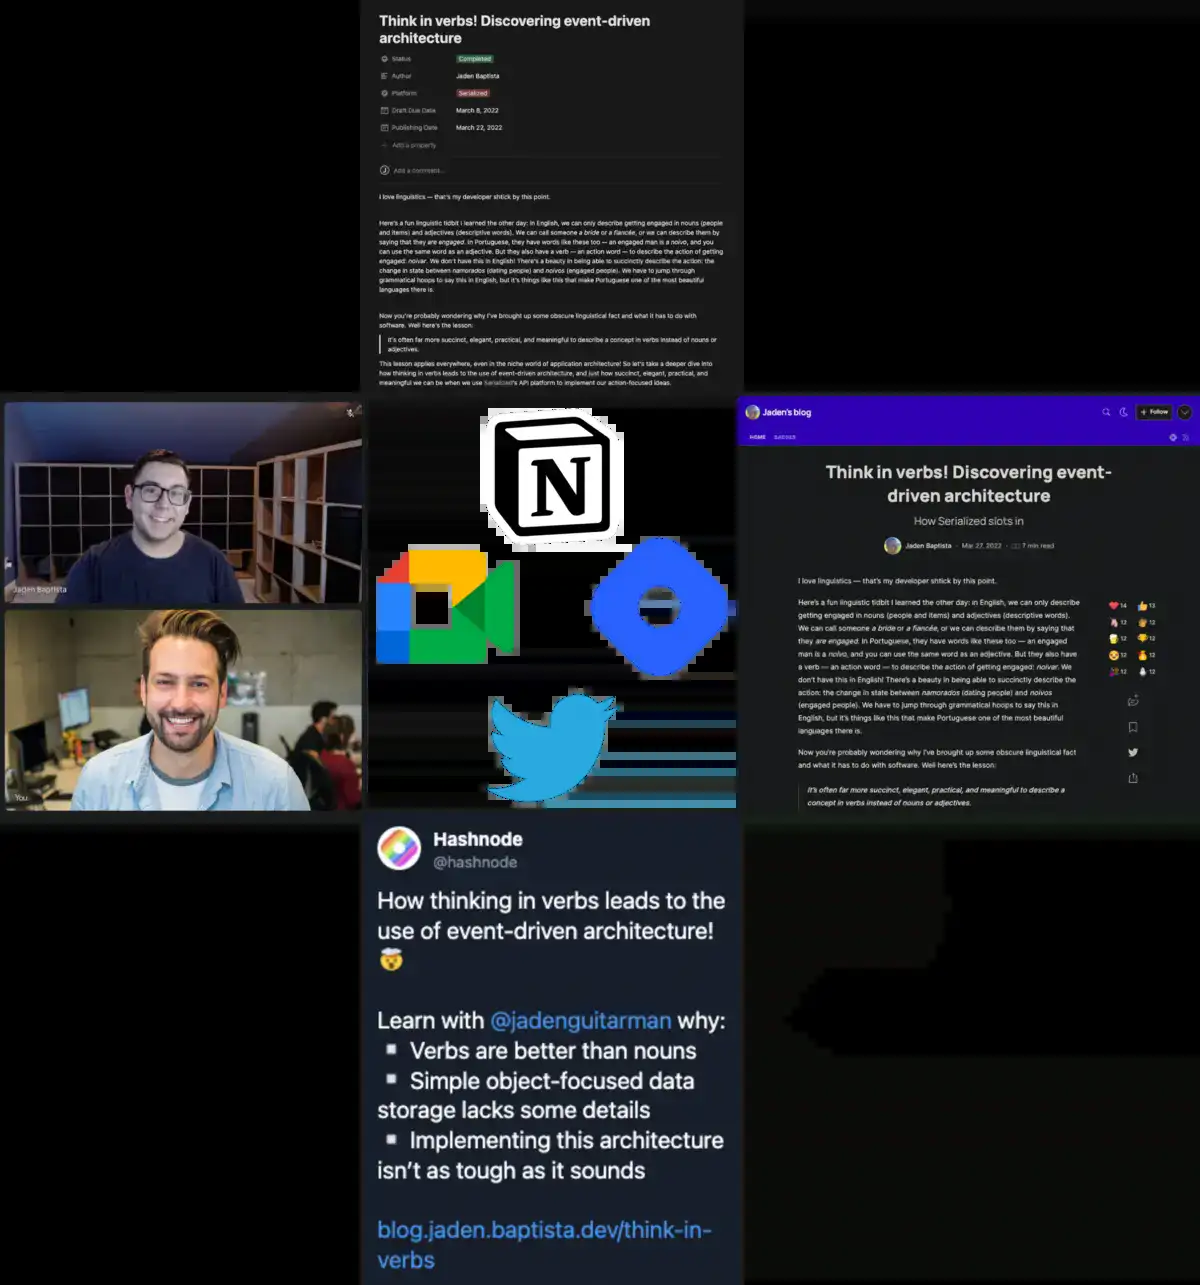 Think in verbs! Discovering event-driven
architecture
Status Completed
Author Jaden Baptista
Platform Serialized
Draft Due Date March 8, 2022
Publishing Date March 22, 2022
Add a property
Add a comment...
I love linguistics — that's my developer shtick by this point.
Here's a fun linguistic tidbit I learned the other day: in English, we can only describe getting engaged in nouns (people
and items) and adjectives (descriptive words). We can call someone a bride or a fiancée, or we can describe them by
saying that they are engaged. In Portuguese, they have words like these too — an engaged man is a noivo, and you
can use the same word as an adjective. But they also have a verb — an action word — to describe the action of getting
engaged: noivar. We don't have this in English! There's a beauty in being able to succinctly describe the action: the
change in state between namorados (dating people) and noivos (engaged people). We have to jump through
grammatical hoops to say this in English, but it's things like this that make Portuguese one of the most beautiful
languages there is.
Now you're probably wondering why I've brought up some obscure linguistical fact and what it has to do with
software. Well here's the lesson:
It's often far more succinct, elegant, practical, and meaningful to describe a concept in verbs instead of nouns or
adjectives.
This lesson applies everywhere, even in the niche world of application architecture! So let's take a deeper dive into
how thinking in verbs leads to the use of event-driven architecture, and just how succinct, elegant, practical, and
meaningful we can be when we use Serialized's API platform to implement our action-focused ideas.
Jaden Baptista
You
N
Jaden's blog
Follow
HOME BADGES
Think in verbs! Discovering event-
driven architecture
How Serialized slots in
Jaden Baptista · Mar 27, 2022 · 7 min read
I love linguistics — that's my developer shtick by this point.
Here's a fun linguistic tidbit I learned the other day: in English, we can only describe
getting engaged in nouns (people and items) and adjectives (descriptive words).
We can call someone a bride or a fiancée, or we can describe them by saying that
they are engaged. In Portuguese, they have words like these too — an engaged
man is a noivo, and you can use the same word as an adjective. But they also have
a verb — an action word — to describe the action of getting engaged: noivar. We
don't have this in English! There's a beauty in being able to succinctly describe the
action: the change in state between namorados (dating people) and noivos
(engaged people). We have to jump through grammatical hoops to say this in
English, but it's things like this that make Portuguese one of the most beautiful
languages there is.
Now you're probably wondering why I've brought up some obscure linguistical fact
and what it has to do with software. Well here's the lesson:
It's often far more succinct, elegant, practical, and meaningful to describe a
concept in verbs instead of nouns or adjectives.
14 13
12 12
12 12
12 12
12 12
Hashnode
@hashnode
How thinking in verbs leads to the
use of event-driven architecture!
🤯
Learn with @jadenguitarman why:
▪ Verbs are better than nouns
▪ Simple object-focused data
storage lacks some details
▪ Implementing this architecture
isn't as tough as it sounds
blog.jaden.baptista.dev/think-in-
verbs